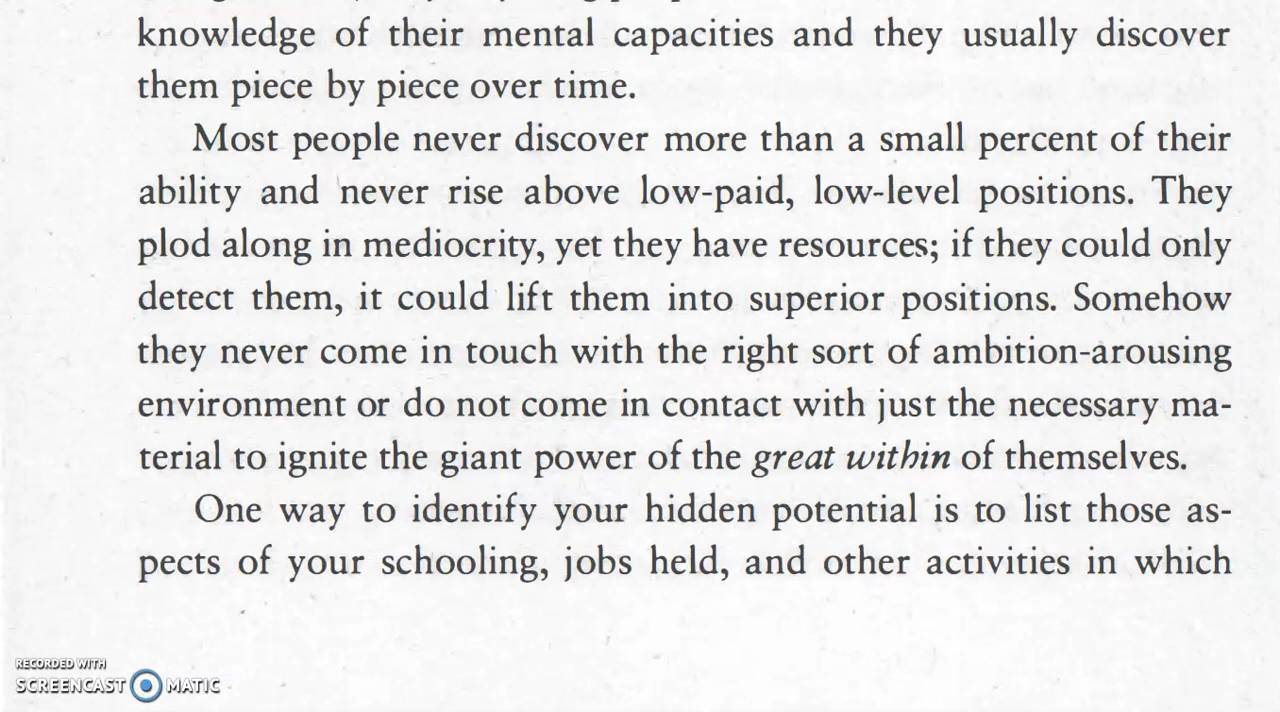 knowledge of their mental capacities and they usually discover
them piece by piece over time.
Most people never discover more than a small percent of their
ability and never rise above low-paid, low-level positions. They
plod along in mediocrity, yet they have resources; if they could only
detect them, it could lift them into superior positions. Somehow
they never come in touch with the right sort of ambition-arousing
environment or do not come in contact with just the necessary ma-
terial to ignite the giant power of the great within of themselves.
One way to identify your hidden potential is to list those as-
pects of your schooling, jobs held, and other activities in which
RECORDED WITH
SCREENCAST MATIC